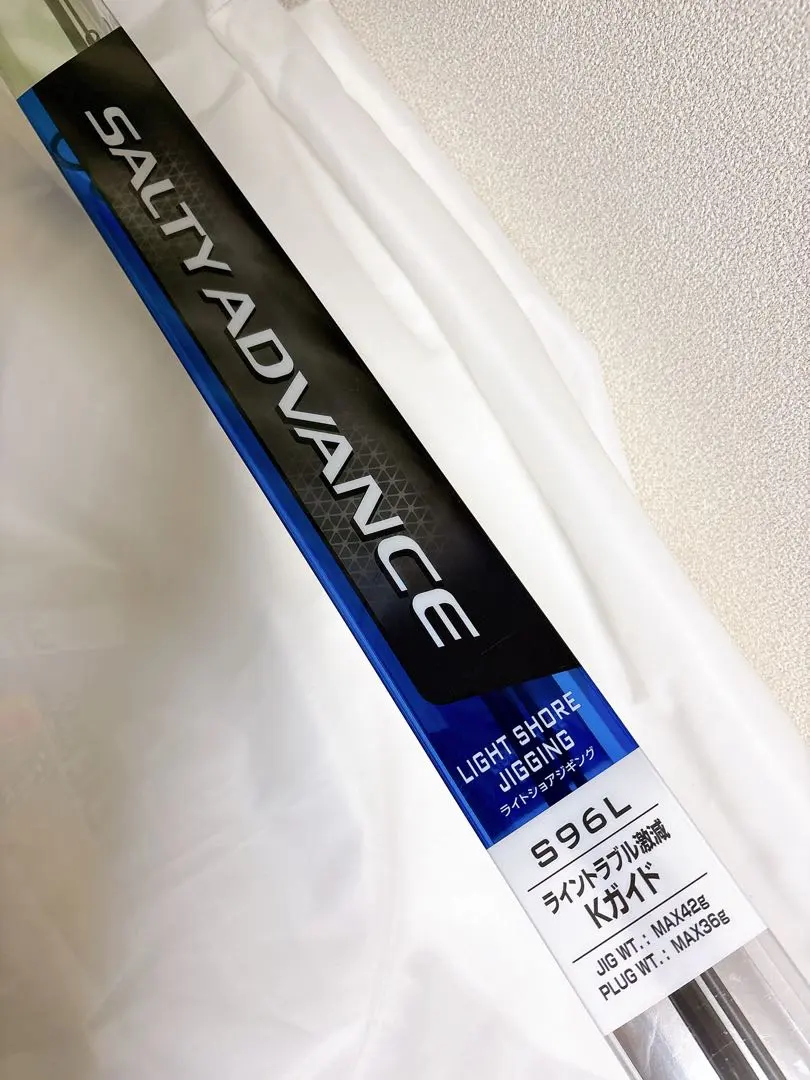 SALTY ADVANCE
LIGHT SHORE
JIGGING
ライトショアジギング
S96L
ライントラブル激減
Kガイド
JIG WT.: MAX42g
PLUG WT.: MAX36g